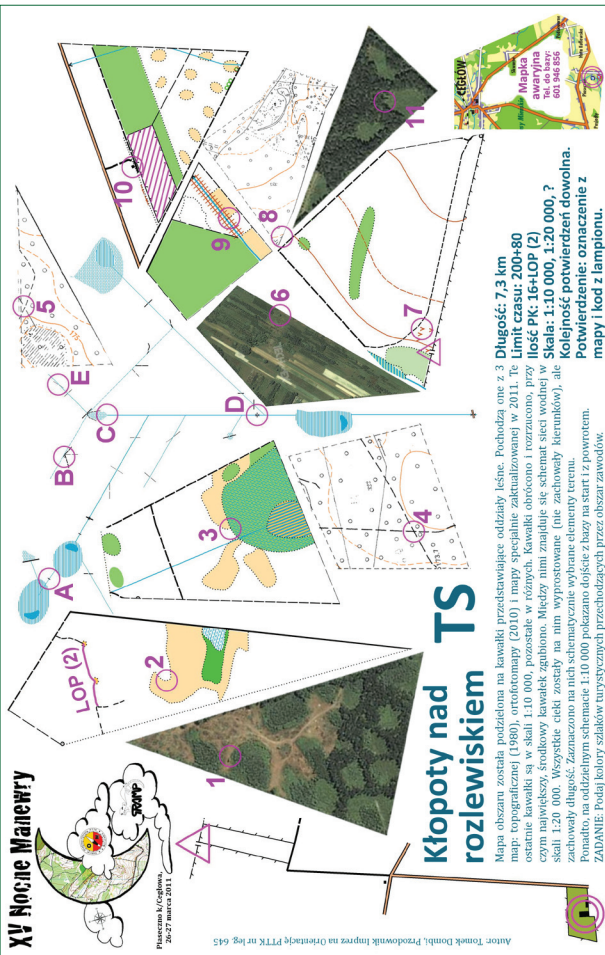 XV Nocne Manewry
Piaseczno k/Cegłowa,
26-27 marca 2011
STROMP
LOP (2)
1
2
3
4
5
6
7
8
9
10
11
A
B
C
D
E
CEGŁÓW
Mapka
awaryjna
Tel. do bazy:
601 946 856
Kłopoty nad
rozlewiskiem
TS
Mapa obszaru została podzielona na kawałki przedstawiające oddziały leśne. Pochodzą one z 3
map: topograficznej (1980), ortofotomapy (2010) i mapy specjalnie zaktualizowanej w 2011. Te
ostatnie kawałki są w skali 1:10 000, pozostałe w różnych. Kawałki obrócono i rozrzucono, przy
czym największy, środkowy kawałek zgubiono. Między nimi znajduje się schemat sieci wodnej w
skali 1:20 000. Wszystkie cieki zostały na nim wyprostowane (nie zachowały kierunków), ale
zachowały długość. Zaznaczono na nich schematycznie wybrane elementy terenu.
Ponadto, na oddzielnym schemacie 1:10 000 pokazano dojście z bazy na start i z powrotem.
ZADANIE: Podaj kolory szlaków turystycznych przechodzących przez obszar zawodów.
Długość: 7,3 km
Limit czasu: 200+80
Ilość PK: 16+LOP (2)
Skala: 1:10 000, 1:20 000, ?
Kolejność potwierdzeń dowolna.
Potwierdzenie: oznaczenie z
mapy i kod z lampionu.
Autor: Tomek Dombi, Przodownik Imprez na Orientację PTTK nr leg. 645